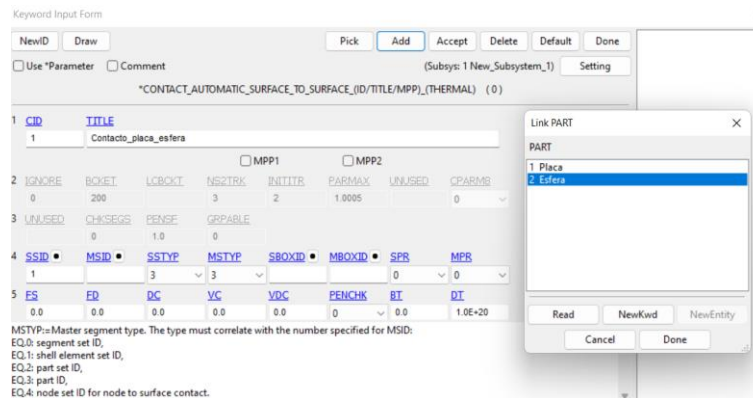 Keyword Input Form
NewID Draw Pick Add Accept Delete Default Done
Use *Parameter Comment (Subsys: 1 New_Subsystem_1) Setting
*CONTACT_AUTOMATIC_SURFACE_TO_SURFACE_(ID/TITLE/MPP)_(THERMAL) (0)
1 CID TITLE
1 Contacto_placa_esfera
MPP1 MPP2
2 IGNORE BCKET LCBCKT NS2TRK INITITR PARMAX UNUSED CPARM8
0 200 3 2 1.0005 0
3 UNUSED CHKSEGS PENSF GRPABLE
0 1.0 0
4 SSID MSID SSTYP MSTYP SBOXID MBOXID SPR MPR
1 3 3 0 0
5 FS FD DC VC VDC PENCHK BT DT
0.0 0.0 0.0 0.0 0.0 0 0.0 1.0E+20
MSTYP:=Master segment type. The type must correlate with the number specified for MSID:
EQ.0: segment set ID,
EQ.1: shell element set ID,
EQ.2: part set ID,
EQ.3: part ID,
EQ.4: node set ID for node to surface contact.
Link PART
PART
1 Placa
2 Esfera
Read NewKwd NewEntity
Cancel Done